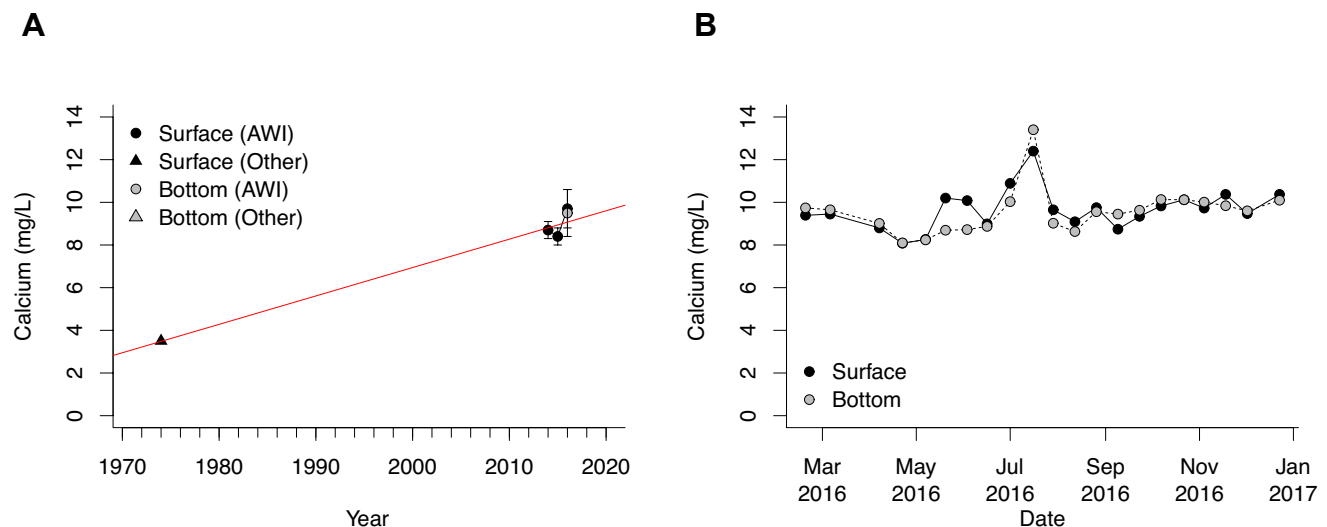 A
Calcium (mg/L)
14
12
10
8
6
4
2
0
Surface (AWI)
Surface (Other)
Bottom (AWI)
Bottom (Other)
1970 1980 1990 2000 2010 2020
Year
B
Calcium (mg/L)
14
12
10
8
6
4
2
0
Surface
Bottom
Mar May Jul Sep Nov Jan
2016 2016 2016 2016 2016 2017
Date